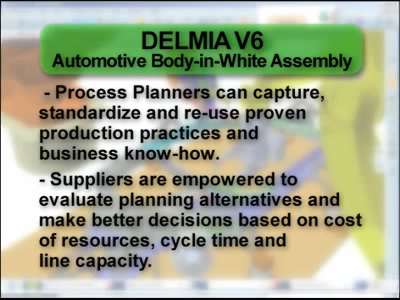 DELMIA V6
Automotive Body-in-White Assembly
- Process Planners can capture,
standardize and re-use proven
production practices and
business know-how.
- Suppliers are empowered to
evaluate planning alternatives and
make better decisions based on cost
of resources, cycle time and
line capacity.